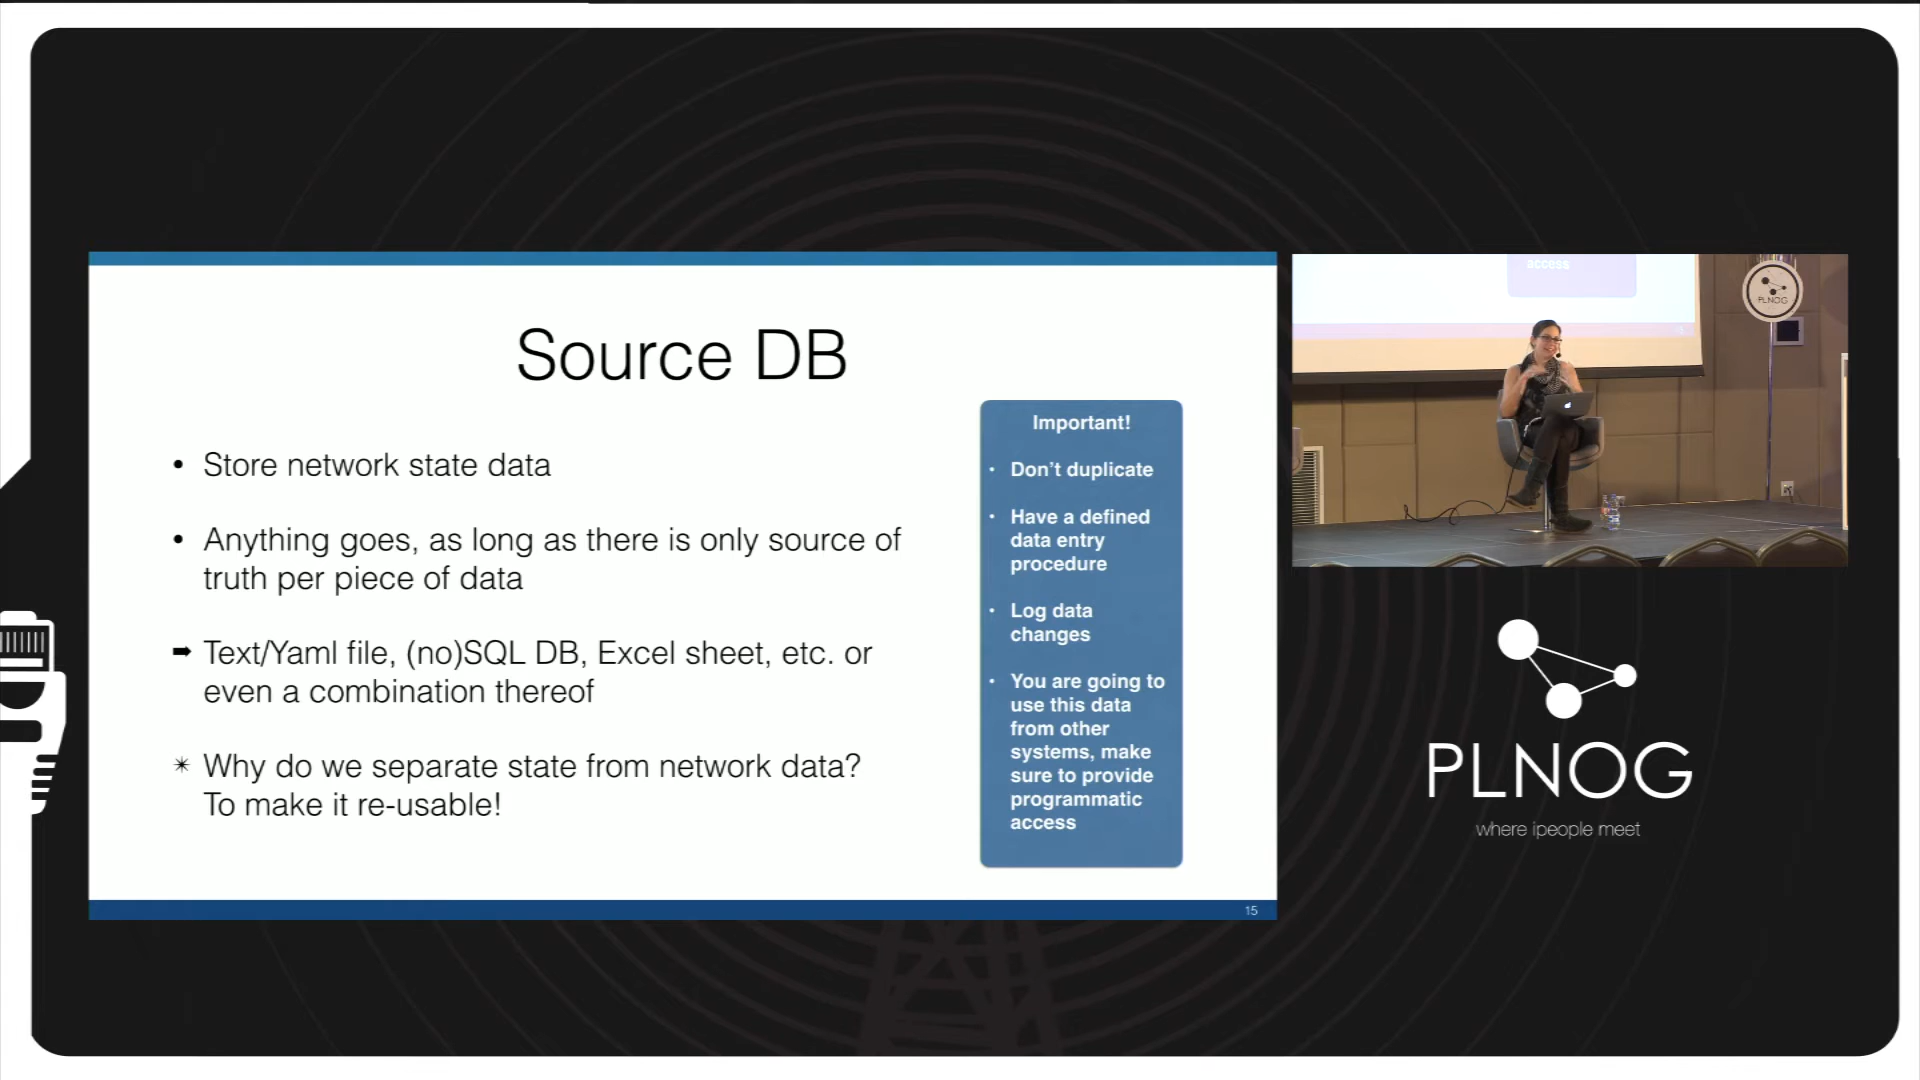 Source DB
• Store network state data
• Anything goes, as long as there is only source of
truth per piece of data
➡ Text/Yaml file, (no)SQL DB, Excel sheet, etc. or
even a combination thereof
✴ Why do we separate state from network data?
To make it re-usable!
Important!
• Don't duplicate
• Have a defined
data entry
procedure
• Log data
changes
• You are going to
use this data
from other
systems, make
sure to provide
programmatic
access
15
access
PLNOG
PLNOG
where ipeople meet